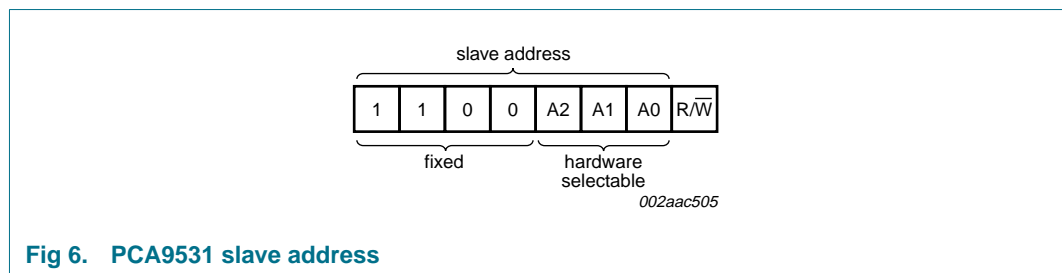 slave address
1 1 0 0 A2 A1 A0 R/W̅
fixed hardware
selectable
002aac505
Fig 6. PCA9531 slave address